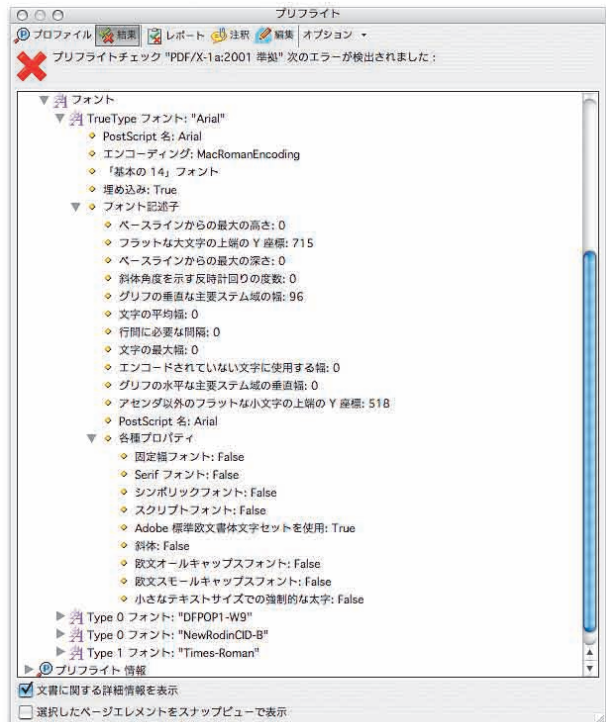 プリフライト
プロファイル 結果 レポート 注釈 編集 オプション
プリフライトチェック "PDF/X-1a:2001 準拠" 次のエラーが検出されました :
フォント
TrueType フォント: "Arial"
PostScript 名: Arial
エンコーディング: MacRomanEncoding
「基本の 14」フォント
埋め込み: True
フォント記述子
ベースラインからの最大の高さ: 0
フラットな大文字の上端の Y 座標: 715
ベースラインからの最大の深さ: 0
斜体角度を示す反時計回りの度数: 0
グリフの垂直な主要ステム域の幅: 96
文字の平均幅: 0
行間に必要な間隔: 0
文字の最大幅: 0
エンコードされていない文字に使用する幅: 0
グリフの水平な主要ステム域の垂直幅: 0
アセンダ以外のフラットな小文字の上端の Y 座標: 518
PostScript 名: Arial
各種プロパティ
固定幅フォント: False
Serif フォント: False
シンボリックフォント: False
スクリプトフォント: False
Adobe 標準欧文書体文字セットを使用: True
斜体: False
欧文オールキャップスフォント: False
欧文スモールキャップスフォント: False
小さなテキストサイズでの強制的な太字: False
Type 0 フォント: "DFPOP1-W9"
Type 0 フォント: "NewRodinCID-B"
Type 1 フォント: "Times-Roman"
プリフライト 情報
文書に関する詳細情報を表示
選択したページエレメントをスナップビューで表示